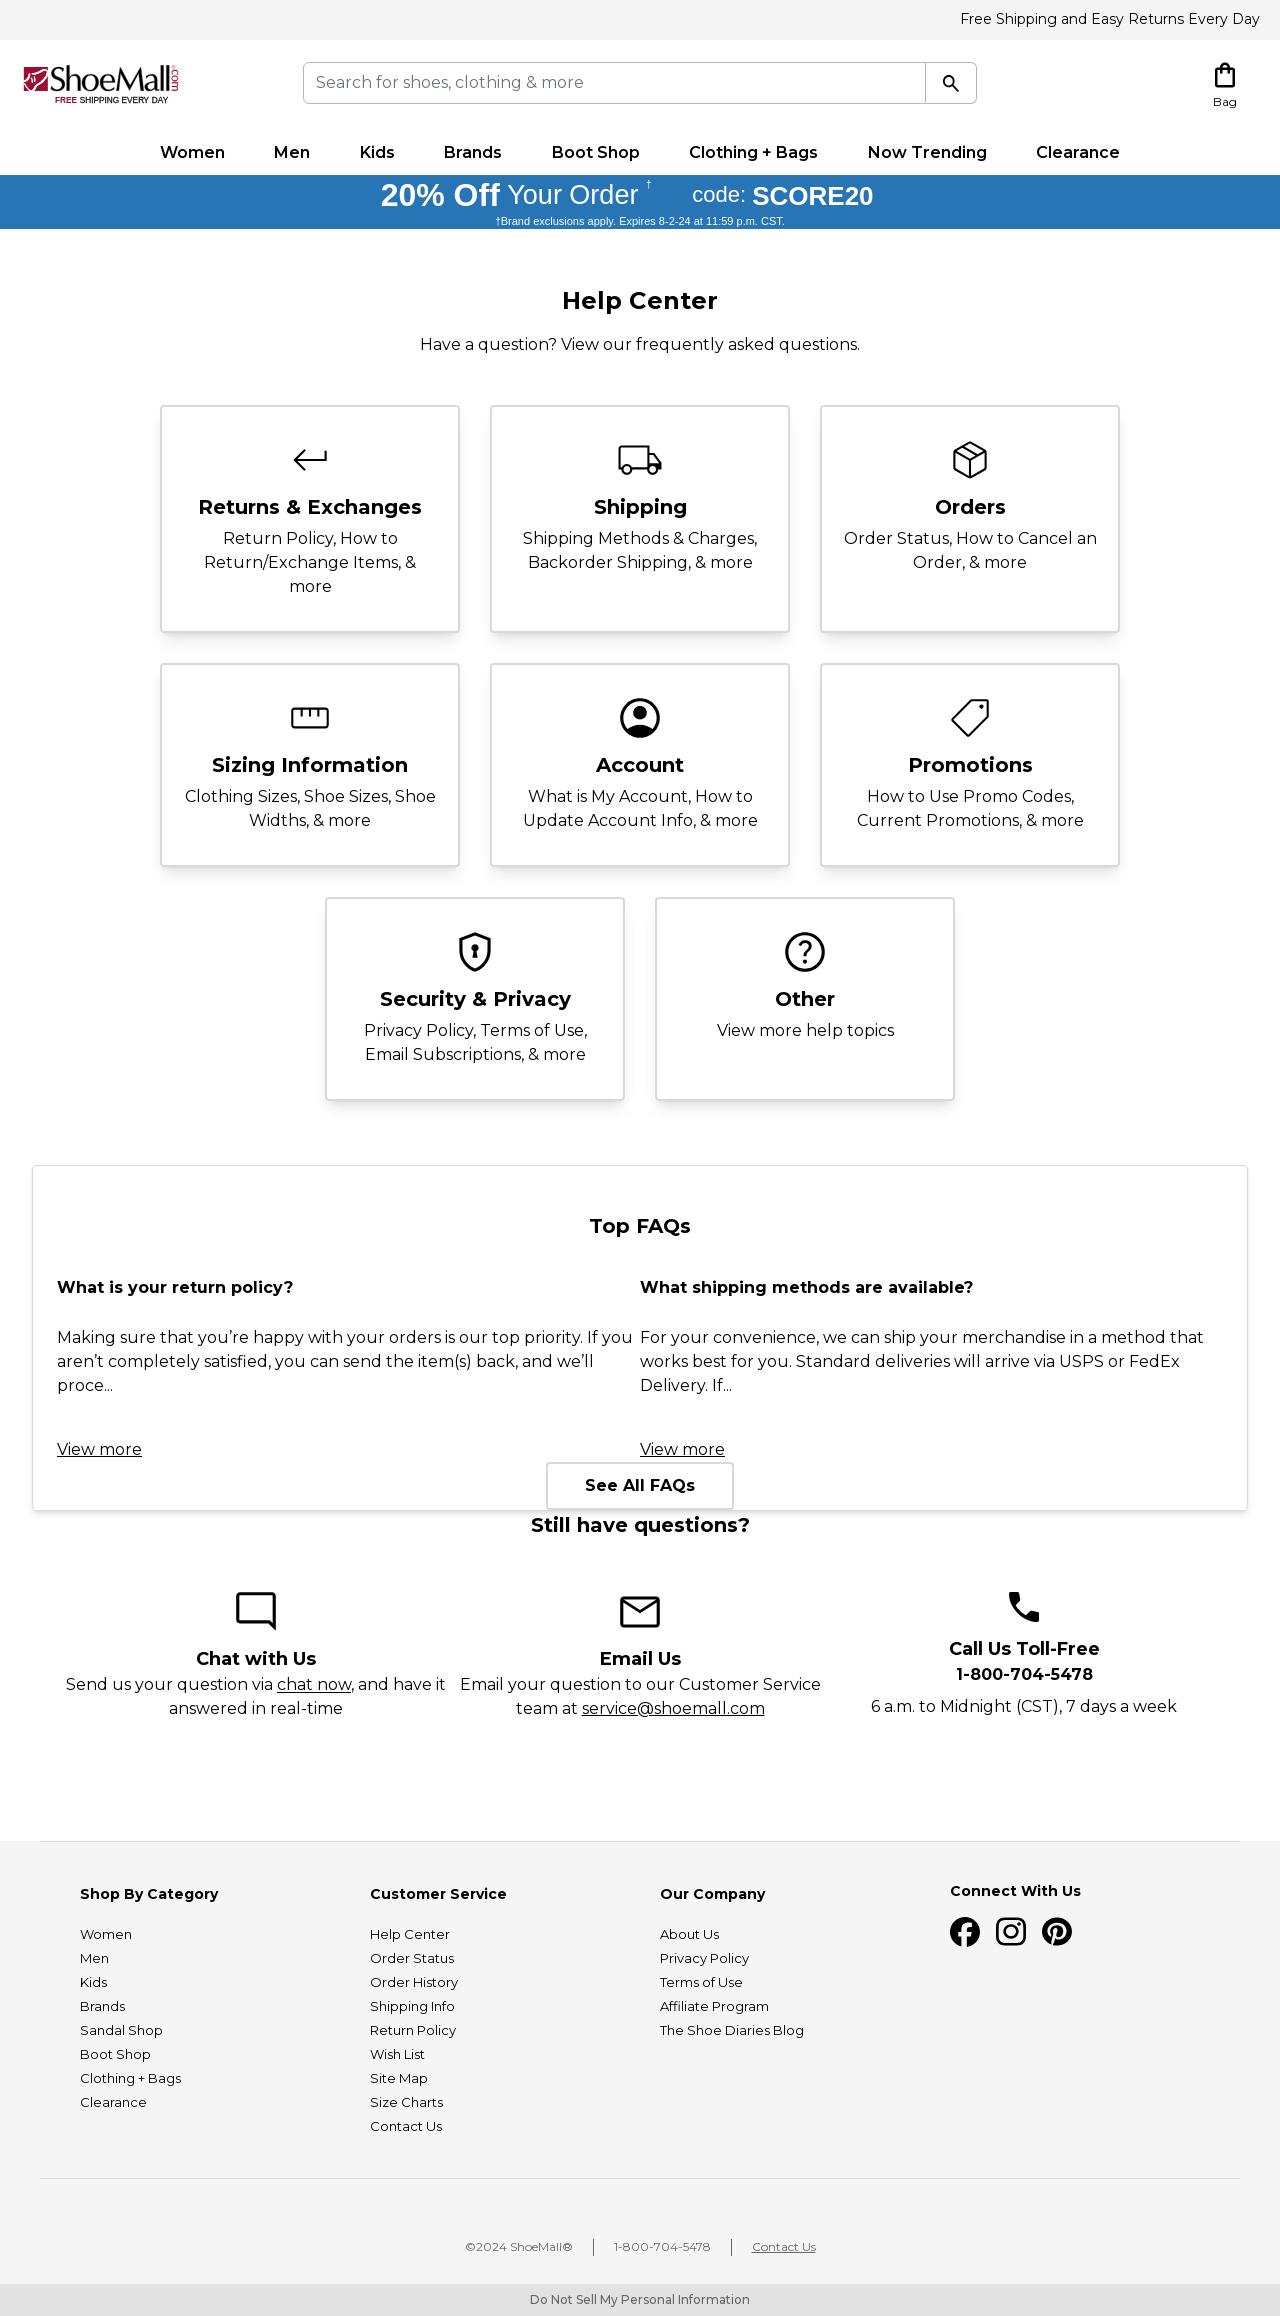 Free Shipping and Easy Returns Every Day
ShoeMall.com
FREE SHIPPING EVERY DAY
Search for shoes, clothing & more
Bag
Women Men Kids Brands Boot Shop Clothing + Bags Now Trending Clearance
20% Off Your Order † code: SCORE20
†Brand exclusions apply. Expires 8-2-24 at 11:59 p.m. CST.
Help Center
Have a question? View our frequently asked questions.
Returns & Exchanges
Return Policy, How to
Return/Exchange Items, &
more
Shipping
Shipping Methods & Charges,
Backorder Shipping, & more
Orders
Order Status, How to Cancel an
Order, & more
Sizing Information
Clothing Sizes, Shoe Sizes, Shoe
Widths, & more
Account
What is My Account, How to
Update Account Info, & more
Promotions
How to Use Promo Codes,
Current Promotions, & more
Security & Privacy
Privacy Policy, Terms of Use,
Email Subscriptions, & more
Other
View more help topics
Top FAQs
What is your return policy?
Making sure that you’re happy with your orders is our top priority. If you
aren’t completely satisfied, you can send the item(s) back, and we’ll
proce...
View more
What shipping methods are available?
For your convenience, we can ship your merchandise in a method that
works best for you. Standard deliveries will arrive via USPS or FedEx
Delivery. If...
View more
See All FAQs
Still have questions?
Chat with Us
Send us your question via chat now, and have it
answered in real-time
Email Us
Email your question to our Customer Service
team at service@shoemall.com
Call Us Toll-Free
1-800-704-5478
6 a.m. to Midnight (CST), 7 days a week
Shop By Category
Women
Men
Kids
Brands
Sandal Shop
Boot Shop
Clothing + Bags
Clearance
Customer Service
Help Center
Order Status
Order History
Shipping Info
Return Policy
Wish List
Site Map
Size Charts
Contact Us
Our Company
About Us
Privacy Policy
Terms of Use
Affiliate Program
The Shoe Diaries Blog
Connect With Us
©2024 ShoeMall® 1-800-704-5478 Contact Us
Do Not Sell My Personal Information